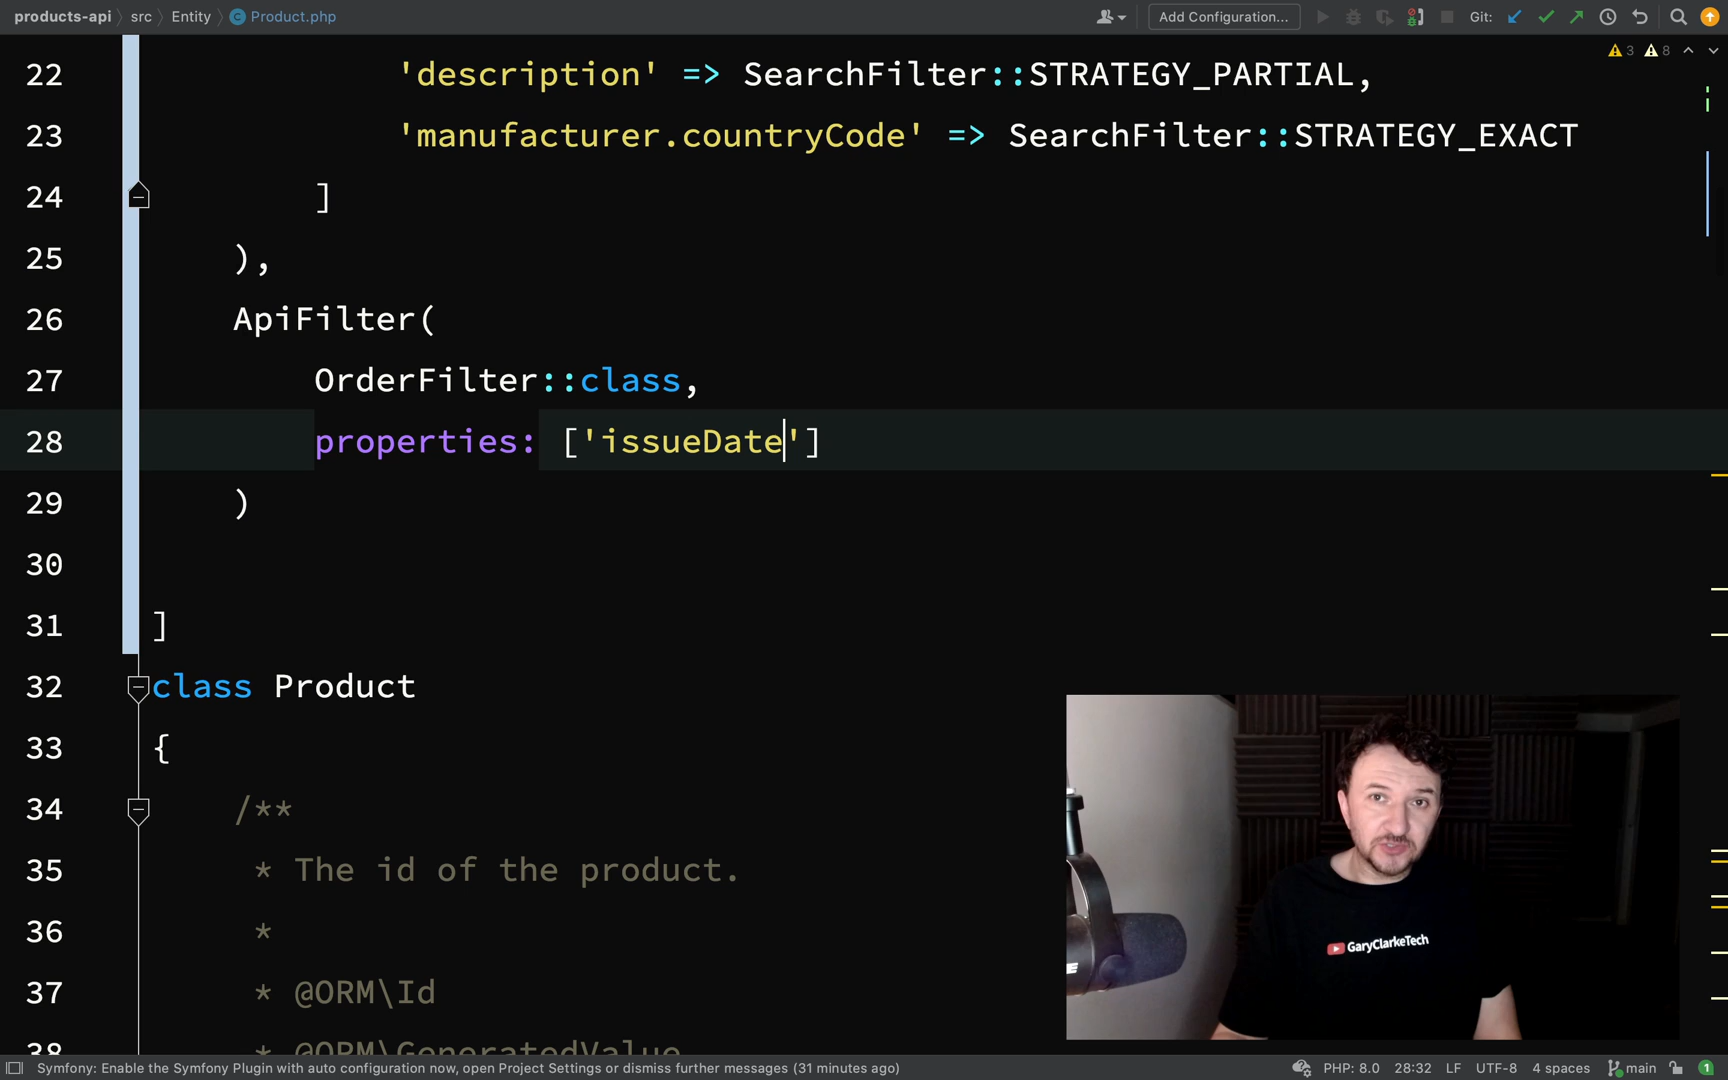 products-api src Entity Product.php Add Configuration... Git:
3 8
22 'description' => SearchFilter::STRATEGY_PARTIAL,
23 'manufacturer.countryCode' => SearchFilter::STRATEGY_EXACT
24 ]
25 ),
26 ApiFilter(
27 OrderFilter::class,
28 properties: ['issueDate']
29 )
30
31 ]
32 class Product
33 {
34 /**
35 * The id of the product.
36 *
37 * @ORM\Id
38 * @ORM\GeneratedValue
GaryClarkeTech
Symfony: Enable the Symfony Plugin with auto configuration now, open Project Settings or dismiss further messages (31 minutes ago) PHP: 8.0 28:32 LF UTF-8 4 spaces main 1